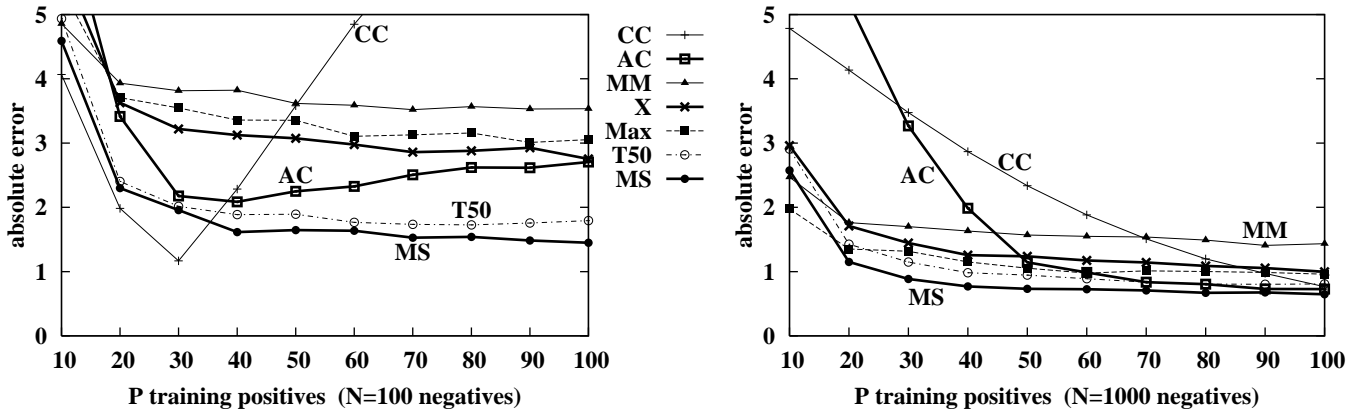 absolute error
5
4
3
2
1
0
10 20 30 40 50 60 70 80 90 100
P training positives (N=100 negatives)
CC
AC
T50
MS
CC
AC
MM
X
Max
T50
MS
absolute error
5
4
3
2
1
0
10 20 30 40 50 60 70 80 90 100
P training positives (N=1000 negatives)
AC
CC
MM
MS